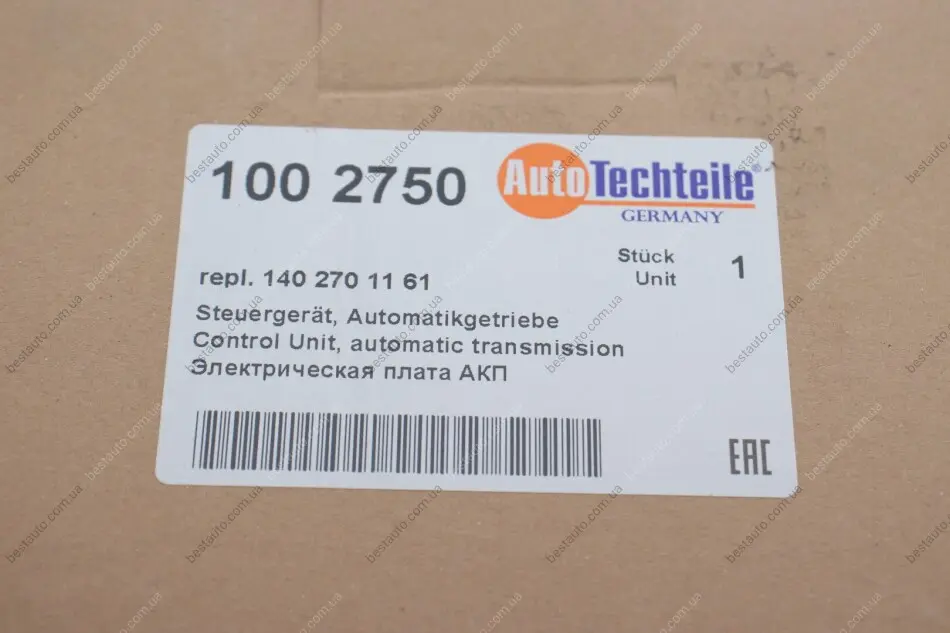 100 2750
AutoTechteile®
GERMANY
Stück
Unit
1
repl. 140 270 11 61
Steuergerät, Automatikgetriebe
Control Unit, automatic transmission
Электрическая плата АКП
EAC
bestauto.com.ua